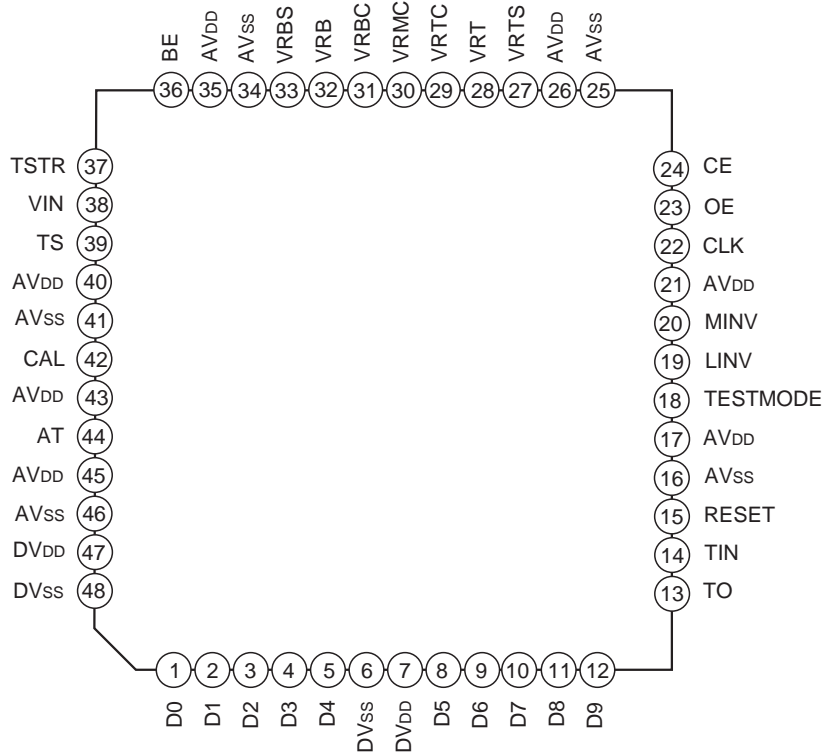 BE AVDD AVSS VRBS VRB VRBC VRMC VRTC VRT VRTS AVDD AVSS
36 35 34 33 32 31 30 29 28 27 26 25
TSTR 37
VIN 38
TS 39
AVDD 40
AVSS 41
CAL 42
AVDD 43
AT 44
AVDD 45
AVSS 46
DVDD 47
DVSS 48
24 CE
23 OE
22 CLK
21 AVDD
20 MINV
19 LINV
18 TESTMODE
17 AVDD
16 AVSS
15 RESET
14 TIN
13 TO
1 2 3 4 5 6 7 8 9 10 11 12
D0 D1 D2 D3 D4 DVSS DVDD D5 D6 D7 D8 D9